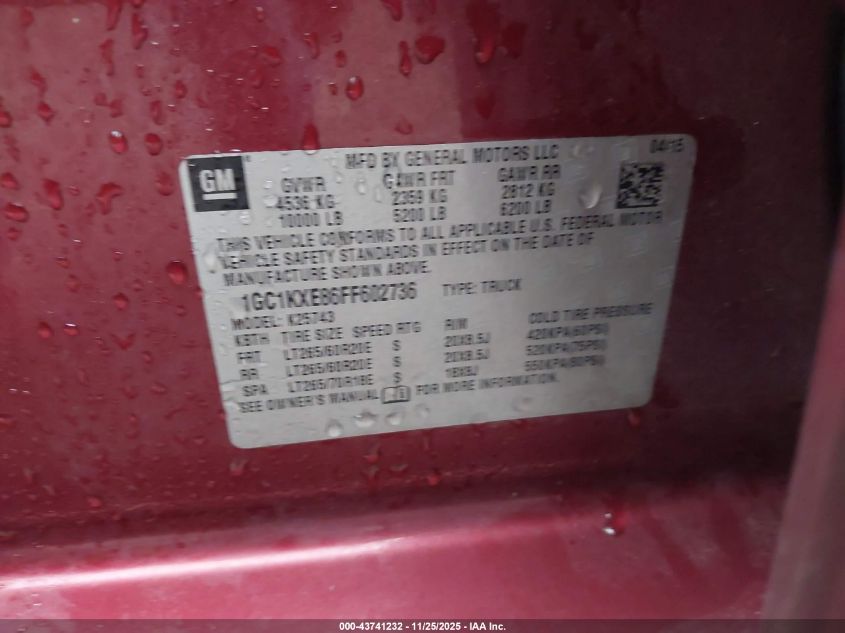 GM
MFD BY GENERAL MOTORS LLC
04/15
GVWR GAWR FRT GAWR RR
4536 KG 2359 KG 2812 KG
10000 LB 5200 LB 6200 LB
THIS VEHICLE CONFORMS TO ALL APPLICABLE U.S. FEDERAL MOTOR
VEHICLE SAFETY STANDARDS IN EFFECT ON THE DATE OF
MANUFACTURE SHOWN ABOVE.
1GC1KXE86FF602736 TYPE: TRUCK
MODEL: K25743
KBTH TIRE SIZE SPEED RTG RIM COLD TIRE PRESSURE
FRT LT265/60R20E S 20X8.5J 420KPA(60PSI)
RR LT265/60R20E S 20X8.5J 520KPA(75PSI)
SPA LT265/70R18E S 18X8J 550KPA(80PSI)
SEE OWNER'S MANUAL FOR MORE INFORMATION.
000-43741232 - 11/25/2025 - IAA Inc.